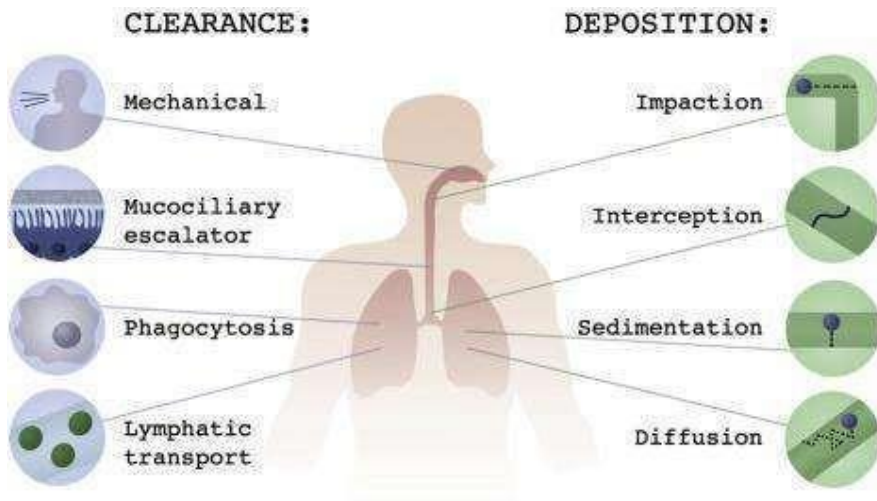 CLEARANCE:
Mechanical
Mucociliary
escalator
Phagocytosis
Lymphatic
transport
DEPOSITION:
Impaction
Interception
Sedimentation
Diffusion